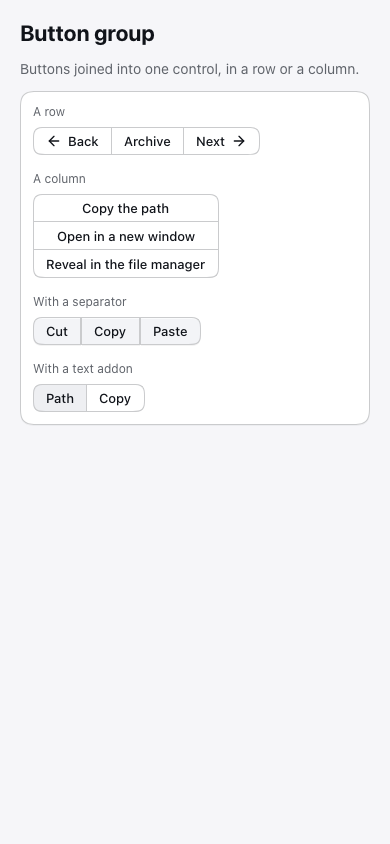 Button group
Buttons joined into one control, in a row or a column.
A row
Back Archive Next
A column
Copy the path
Open in a new window
Reveal in the file manager
With a separator
Cut Copy Paste
With a text addon
Path Copy